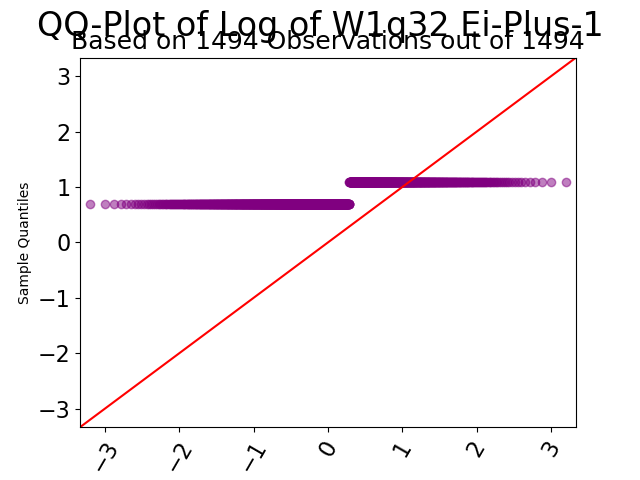 QQ-Plot of Log of W1q32 Ei-Plus-1
Based on 1494 Observations out of 1494
3
2
1
0
−1
−2
−3
Sample Quantiles
−3 −2 −1 0 1 2 3